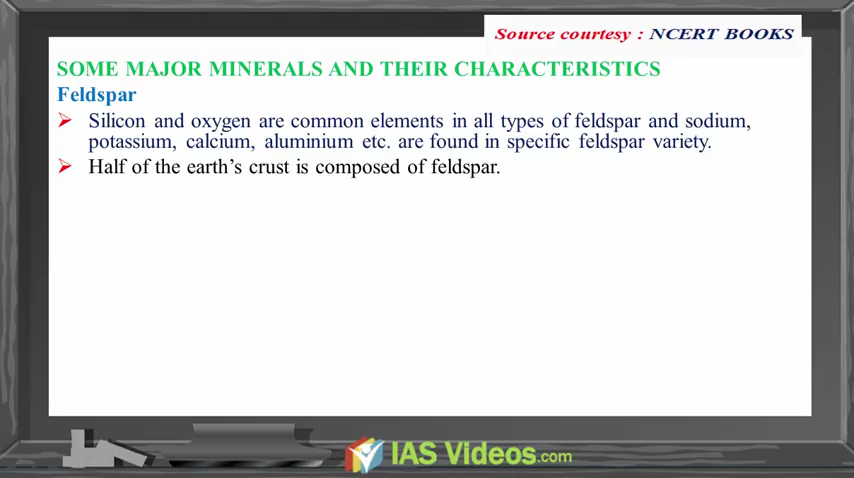 Source courtesy : NCERT BOOKS
SOME MAJOR MINERALS AND THEIR CHARACTERISTICS
Feldspar
➢ Silicon and oxygen are common elements in all types of feldspar and sodium,
potassium, calcium, aluminium etc. are found in specific feldspar variety.
➢ Half of the earth’s crust is composed of feldspar.
IAS Videos.com